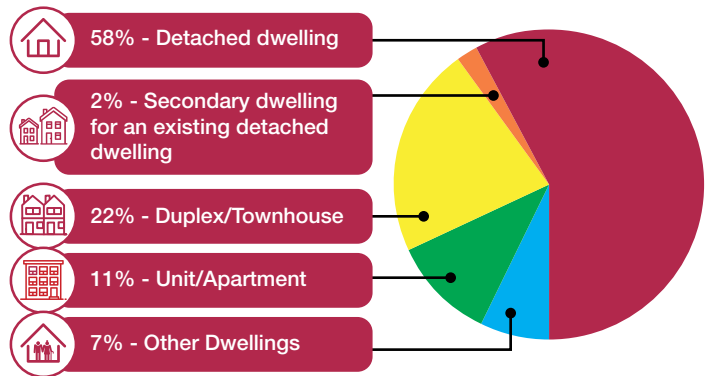 58% - Detached dwelling
2% - Secondary dwelling
for an existing detached
dwelling
22% - Duplex/Townhouse
11% - Unit/Apartment
7% - Other Dwellings